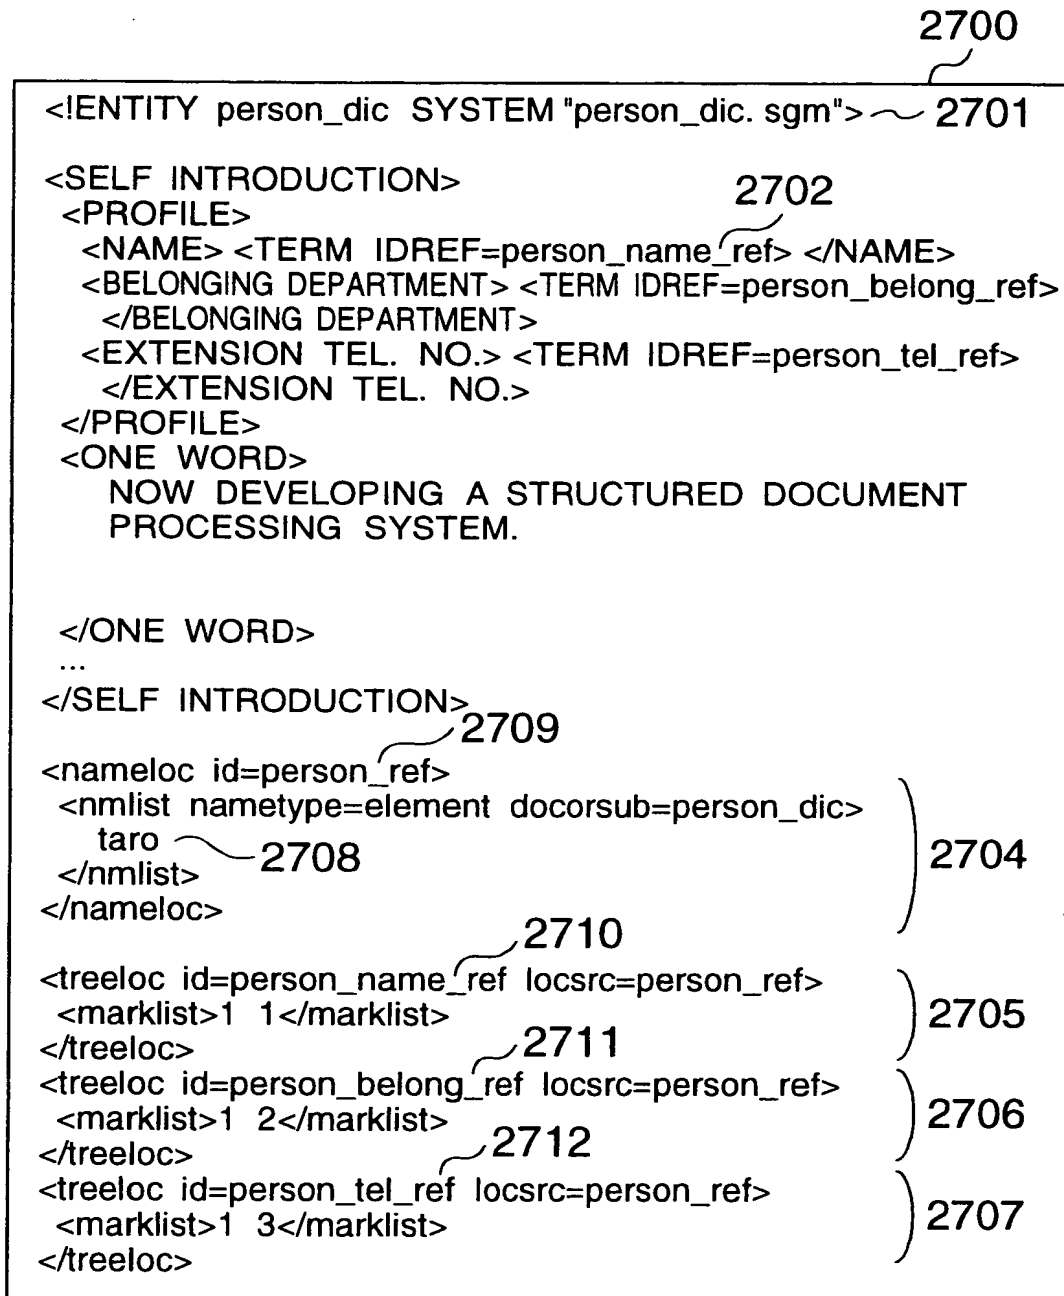 2700
<!ENTITY person_dic SYSTEM "person_dic. sgm"> 2701
<SELF INTRODUCTION>
2702
<PROFILE>
<NAME> <TERM IDREF=person_name_ref> </NAME>
<BELONGING DEPARTMENT> <TERM IDREF=person_belong_ref>
</BELONGING DEPARTMENT>
<EXTENSION TEL. NO.> <TERM IDREF=person_tel_ref>
</EXTENSION TEL. NO.>
</PROFILE>
<ONE WORD>
NOW DEVELOPING A STRUCTURED DOCUMENT
PROCESSING SYSTEM.
</ONE WORD>
...
</SELF INTRODUCTION>
2709
<nameloc id=person_ref>
<nmlist nametype=element docorsub=person_dic>
taro 2708
2704
</nmlist>
</nameloc>
2710
<treeloc id=person_name_ref locsrc=person_ref>
<marklist>1 1</marklist> 2705
</treeloc>
2711
<treeloc id=person_belong_ref locsrc=person_ref>
<marklist>1 2</marklist> 2706
</treeloc>
2712
<treeloc id=person_tel_ref locsrc=person_ref>
<marklist>1 3</marklist> 2707
</treeloc>